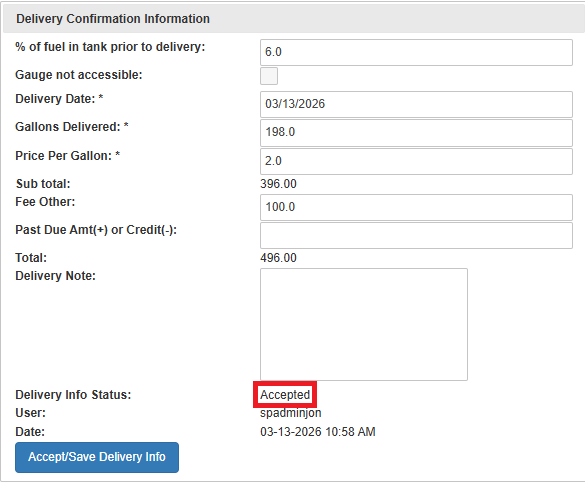 Delivery Confirmation Information
% of fuel in tank prior to delivery: 6.0
Gauge not accessible:
Delivery Date: * 03/13/2026
Gallons Delivered: * 198.0
Price Per Gallon: * 2.0
Sub total: 396.00
Fee Other: 100.0
Past Due Amt(+) or Credit(-):
Total: 496.00
Delivery Note:
Delivery Info Status: Accepted
User: spadminjon
Date: 03-13-2026 10:58 AM
Accept/Save Delivery Info